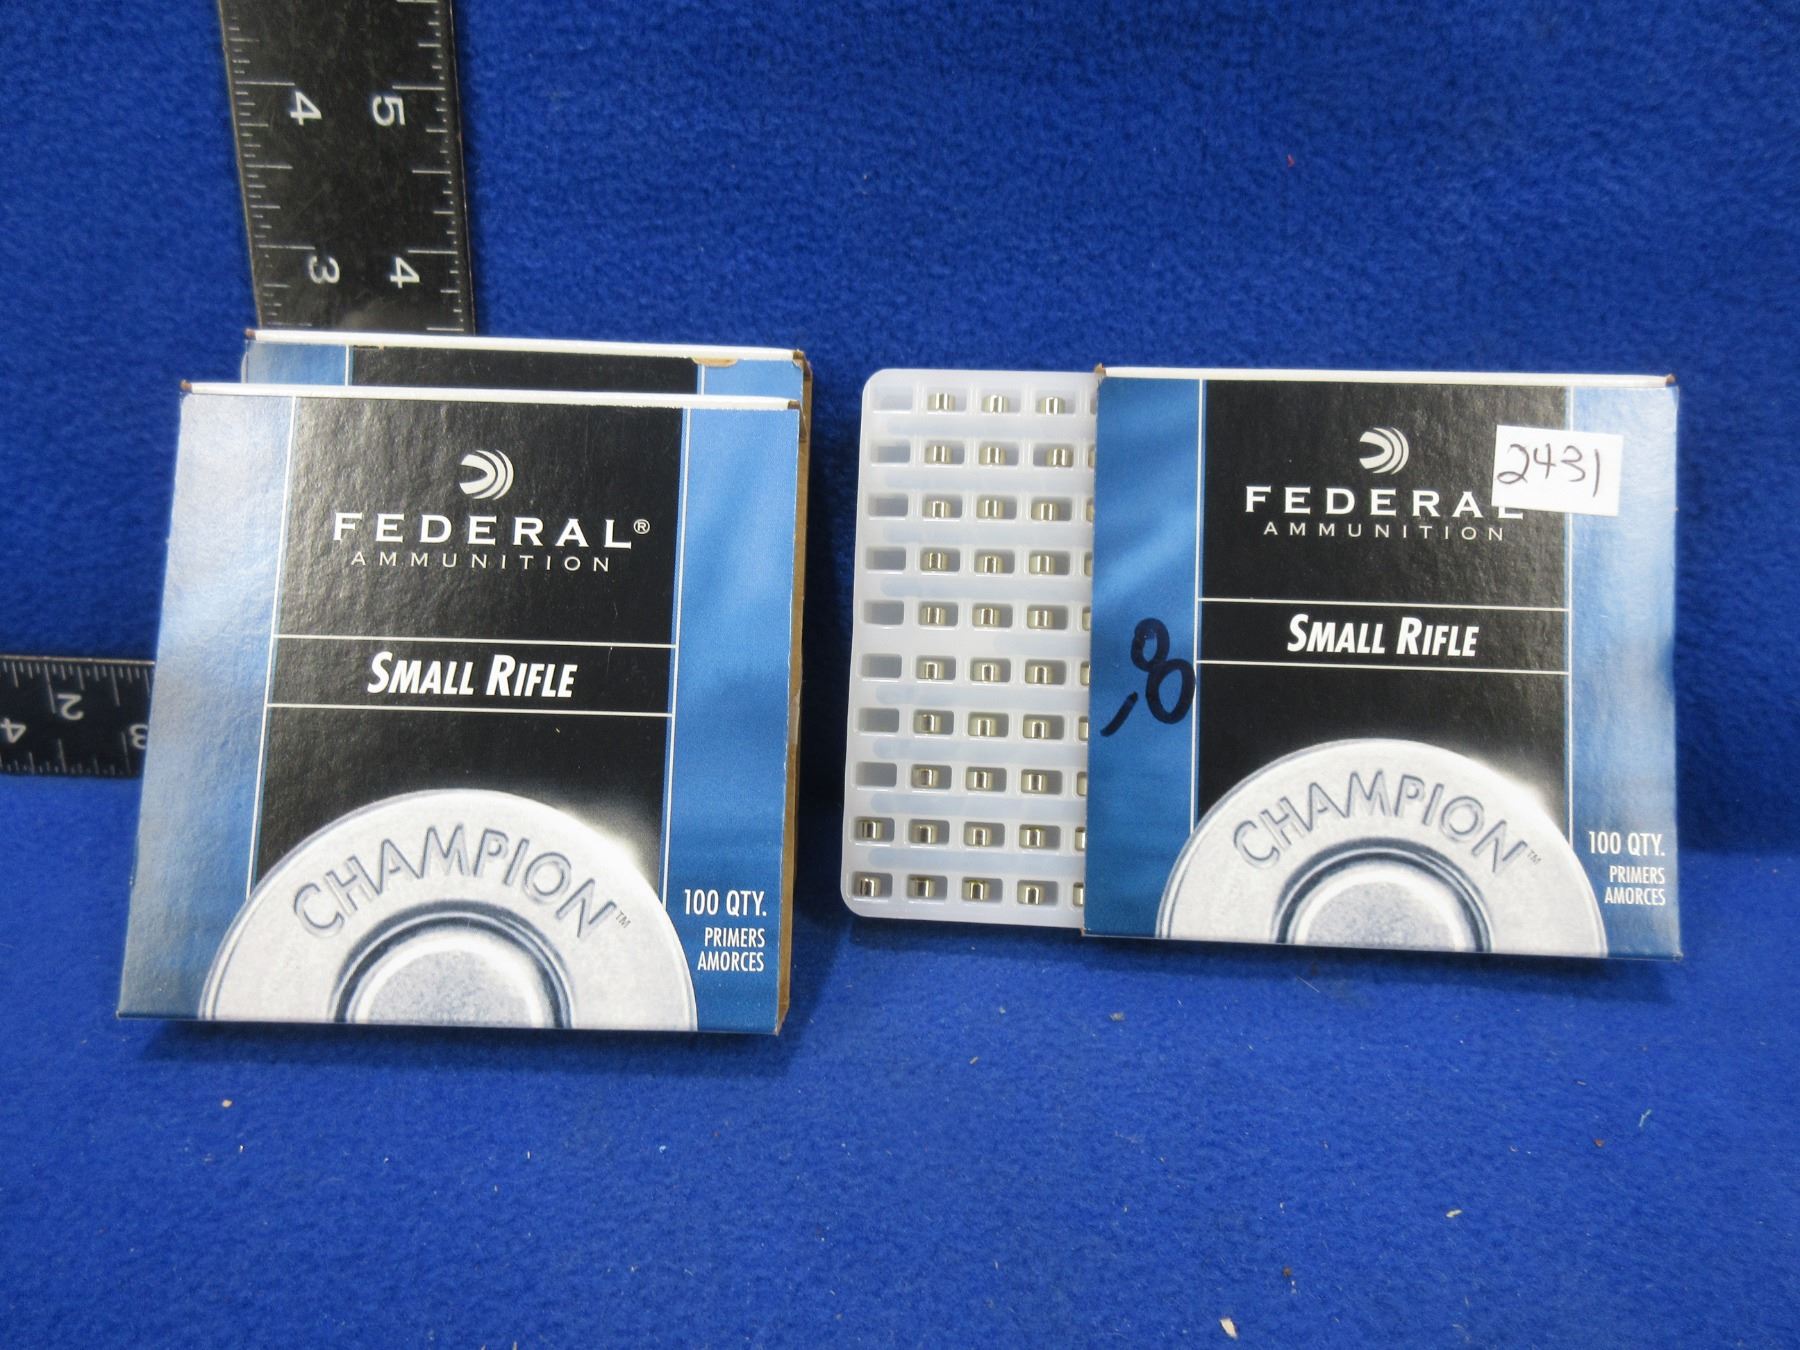 4 5
3 4
2
4 3
FEDERAL®
AMMUNITION
SMALL RIFLE
CHAMPION™
100 QTY.
PRIMERS
AMORCES
2431
FEDERAL
AMMUNITION
SMALL RIFLE
8
CHAMPION™
100 QTY.
PRIMERS
AMORCES